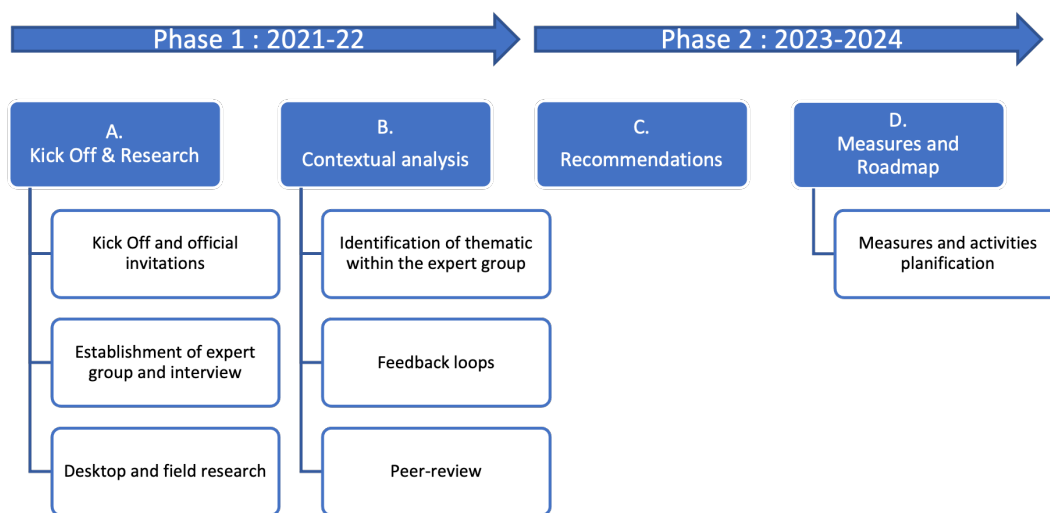 Phase 1 : 2021-22
Phase 2 : 2023-2024
A.
Kick Off & Research
Kick Off and official
invitations
Establishment of expert
group and interview
Desktop and field research
B.
Contextual analysis
Identification of thematic
within the expert group
Feedback loops
Peer-review
C.
Recommendations
D.
Measures and
Roadmap
Measures and activities
planification